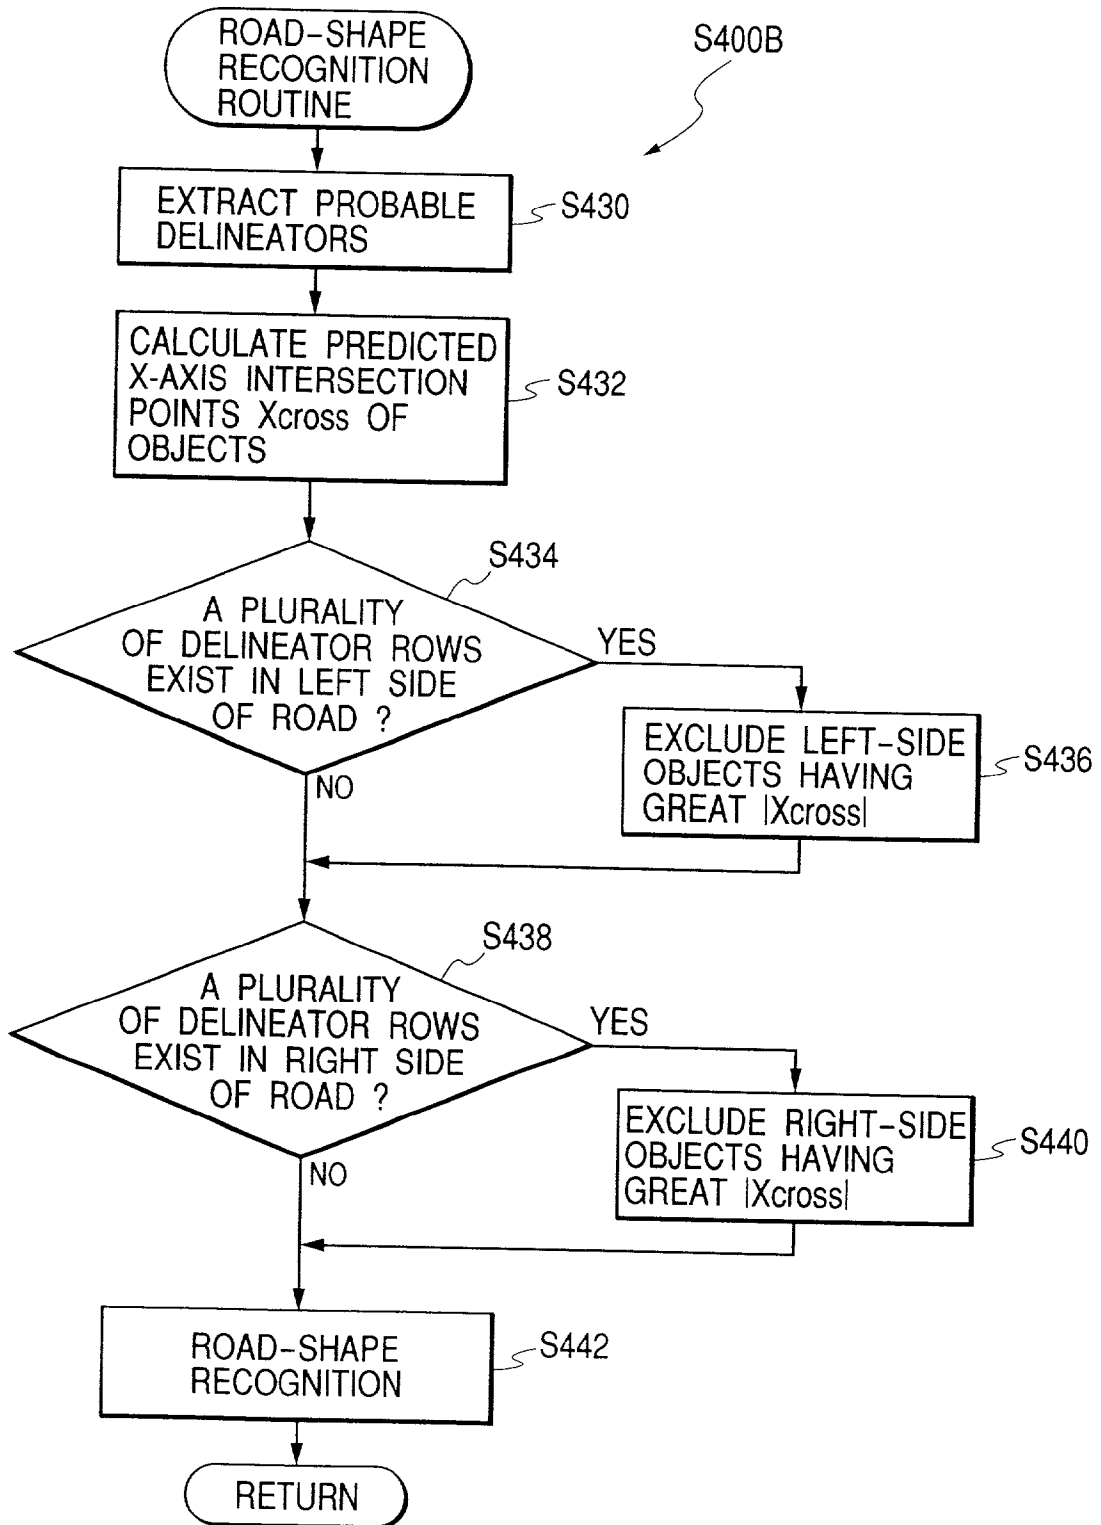 ROAD-SHAPE
RECOGNITION
ROUTINE
S400B
EXTRACT PROBABLE
DELINEATORS
S430
CALCULATE PREDICTED
X-AXIS INTERSECTION
POINTS Xcross OF
OBJECTS
S432
S434
A PLURALITY
OF DELINEATOR ROWS
EXIST IN LEFT SIDE
OF ROAD ?
YES
NO
EXCLUDE LEFT-SIDE
OBJECTS HAVING
GREAT |Xcross|
S436
S438
A PLURALITY
OF DELINEATOR ROWS
EXIST IN RIGHT SIDE
OF ROAD ?
YES
NO
EXCLUDE RIGHT-SIDE
OBJECTS HAVING
GREAT |Xcross|
S440
ROAD-SHAPE
RECOGNITION
S442
RETURN